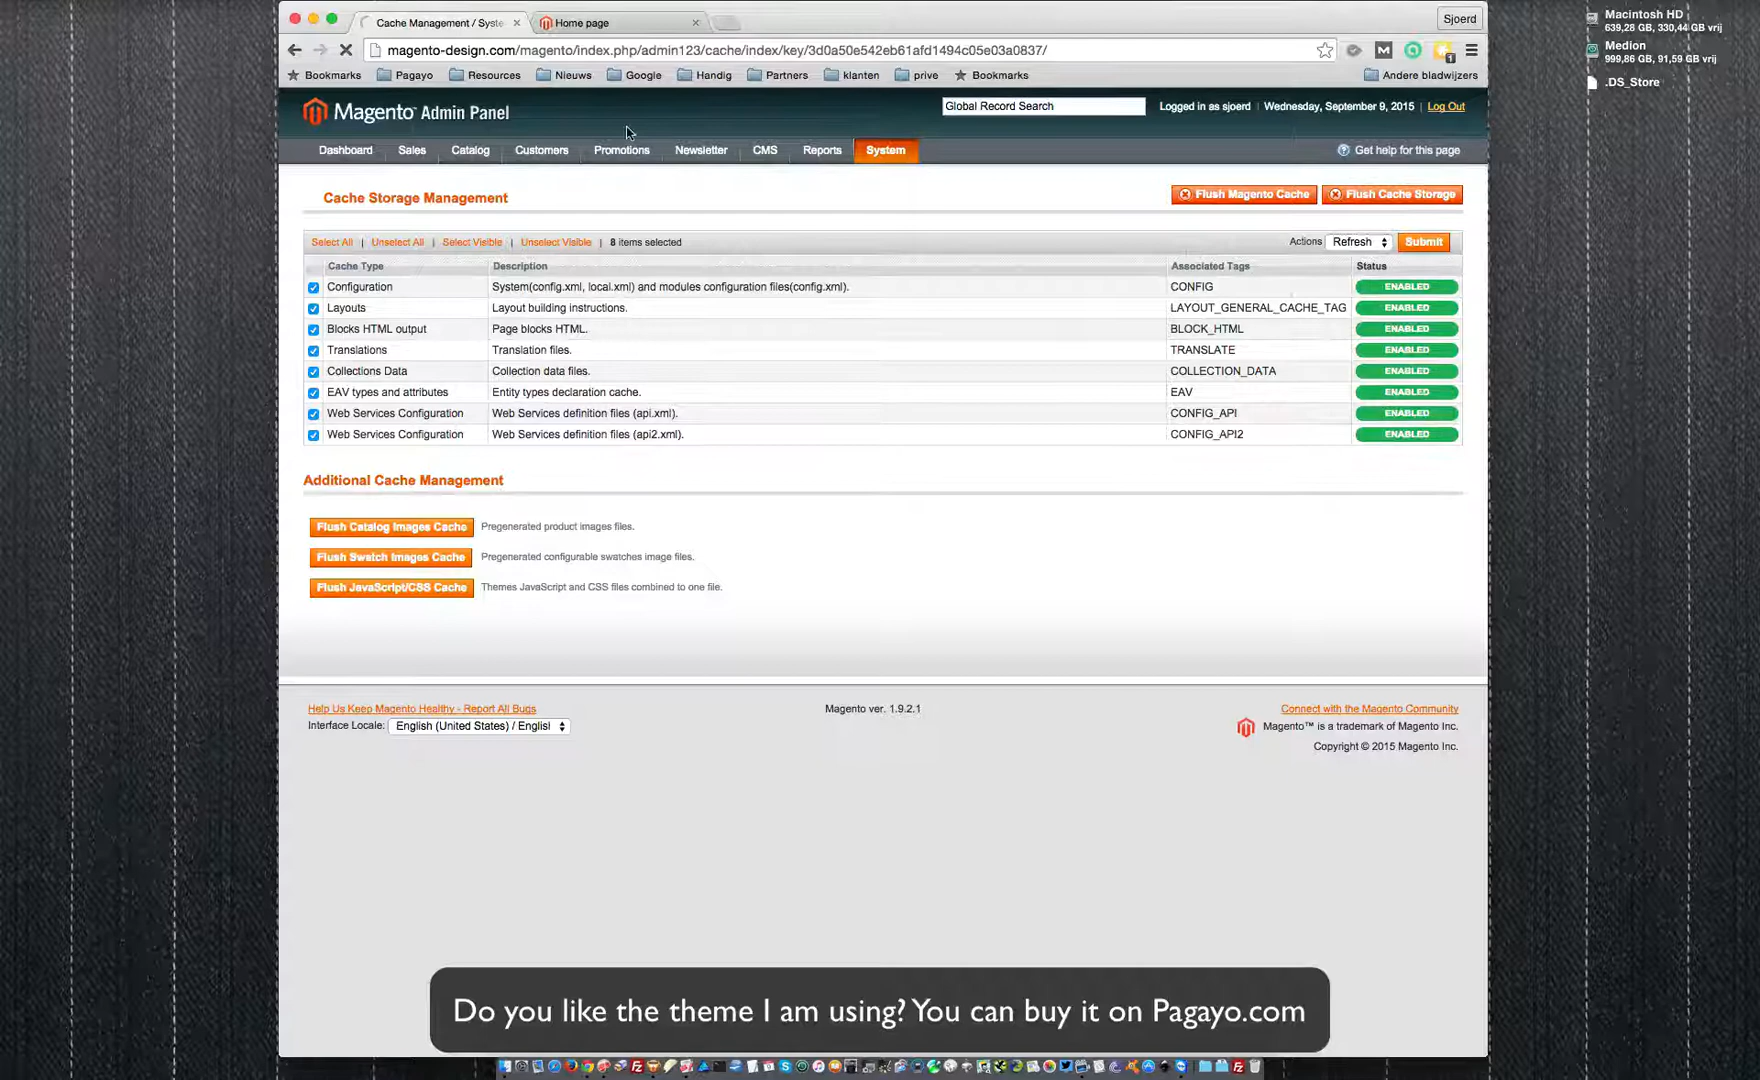 Cache Management / Syste
Home page
Sjoerd
magento-design.com/magento/index.php/admin123/cache/index/key/3d0a50e542eb61afd1494c05e03a0837/
Bookmarks
Pagayo
Resources
Nieuws
Google
Handig
Partners
klanten
prive
Bookmarks
Andere bladwijzers
Macintosh HD
639,28 GB, 330,44 GB vrij
Medion
999,86 GB, 91,59 GB vrij
.DS_Store
Magento™ Admin Panel
Global Record Search
Logged in as sjoerd | Wednesday, September 9, 2015 | Log Out
Dashboard
Sales
Catalog
Customers
Promotions
Newsletter
CMS
Reports
System
Get help for this page
Cache Storage Management
Flush Magento Cache
Flush Cache Storage
Select All | Unselect All | Select Visible | Unselect Visible | 8 items selected
Actions Refresh Submit
Cache Type Description Associated Tags Status
Configuration System(config.xml, local.xml) and modules configuration files(config.xml). CONFIG ENABLED
Layouts Layout building instructions. LAYOUT_GENERAL_CACHE_TAG ENABLED
Blocks HTML output Page blocks HTML. BLOCK_HTML ENABLED
Translations Translation files. TRANSLATE ENABLED
Collections Data Collection data files. COLLECTION_DATA ENABLED
EAV types and attributes Entity types declaration cache. EAV ENABLED
Web Services Configuration Web Services definition files (api.xml). CONFIG_API ENABLED
Web Services Configuration Web Services definition files (api2.xml). CONFIG_API2 ENABLED
Additional Cache Management
Flush Catalog Images Cache Pregenerated product images files.
Flush Swatch Images Cache Pregenerated configurable swatches image files.
Flush JavaScript/CSS Cache Themes JavaScript and CSS files combined to one file.
Help Us Keep Magento Healthy - Report All Bugs
Interface Locale: English (United States) / Englisl
Magento ver. 1.9.2.1
Connect with the Magento Community
Magento™ is a trademark of Magento Inc.
Copyright © 2015 Magento Inc.
Do you like the theme I am using? You can buy it on Pagayo.com